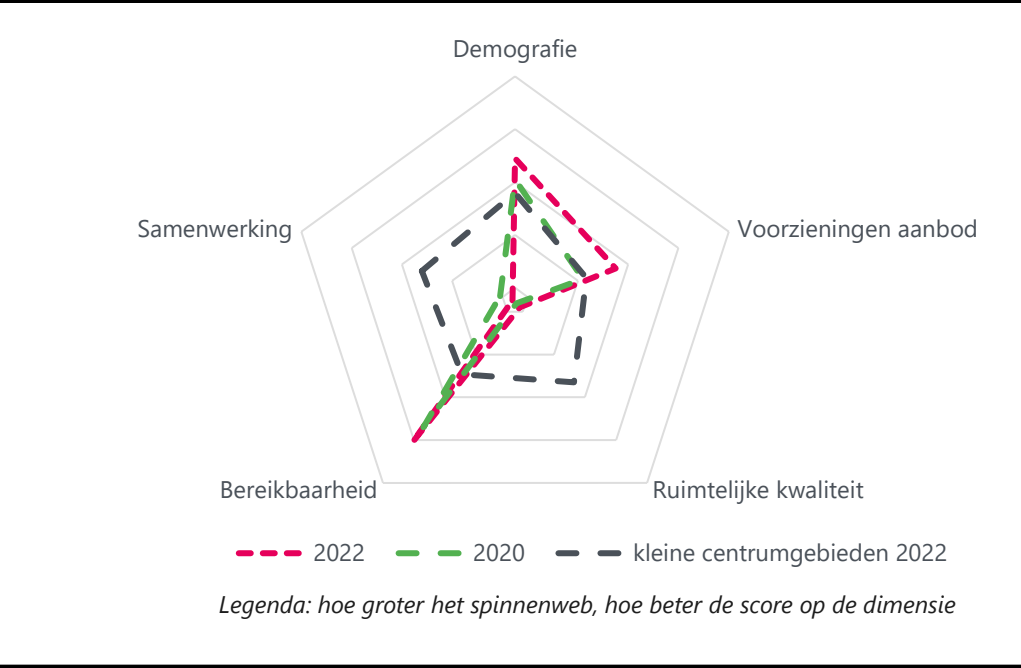 Demografie
Samenwerking
Voorzieningen aanbod
Bereikbaarheid
Ruimtelijke kwaliteit
2022 2020 kleine centrumgebieden 2022
Legenda: hoe groter het spinnenweb, hoe beter de score op de dimensie